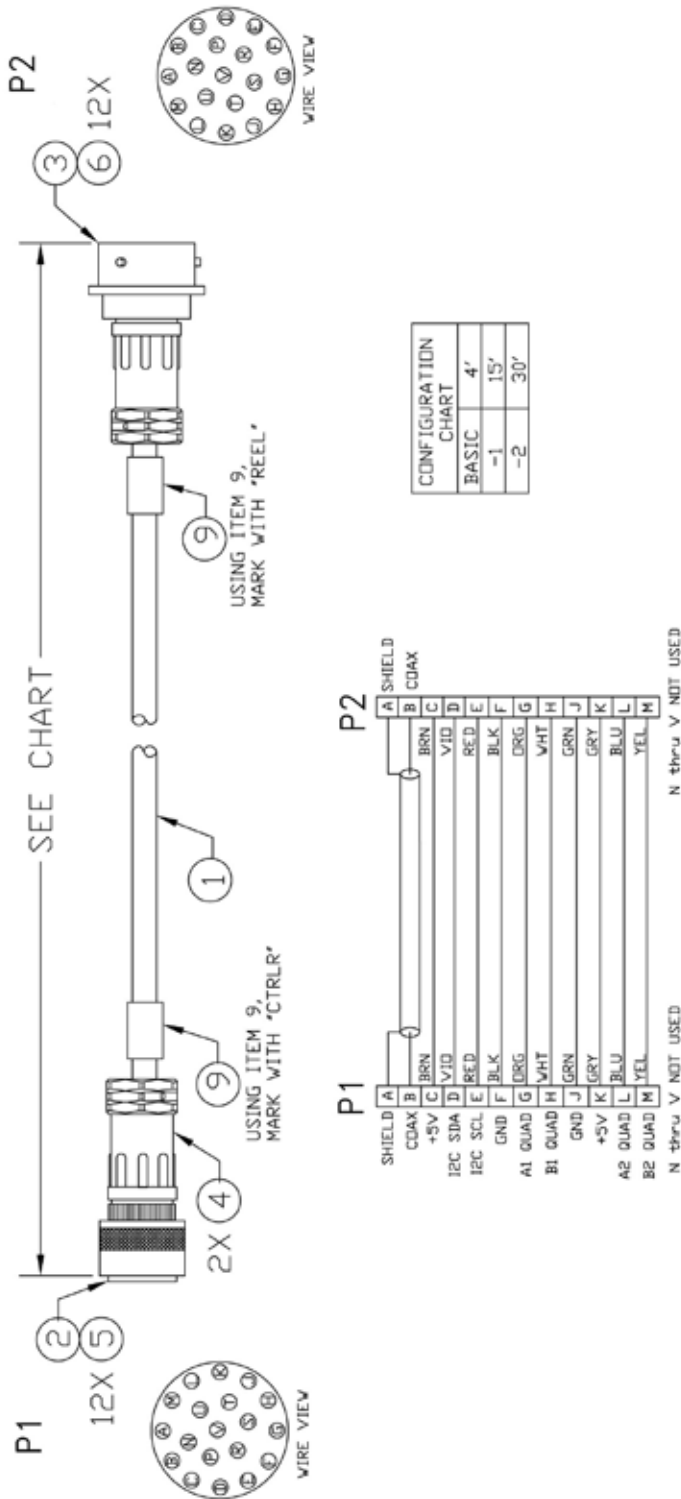 P1
P2
SEE CHART
2
12X 5
3
6 12X
2X 4
9
USING ITEM 9,
MARK WITH "CTRLR"
1
9
USING ITEM 9,
MARK WITH "REEL"
A
B M
C N U L
D P V T K
E R S J
F G H
WIRE VIEW
A
M B
L U N C
K T V P D
J S R E
H G F
WIRE VIEW
P1
P2
SHIELD A A SHIELD
COAX B B COAX
+5V C BRN BRN C
I2C SDA D VIO VIO D
I2C SCL E RED RED E
GND F BLK BLK F
A1 QUAD G ORG ORG G
B1 QUAD H WHT WHT H
GND J GRN GRN J
+5V K GRY GRY K
A2 QUAD L BLU BLU L
B2 QUAD M YEL YEL M
N thru V NOT USED
N thru V NOT USED
CONFIGURATION
CHART
BASIC 4'
-1 15'
-2 30'